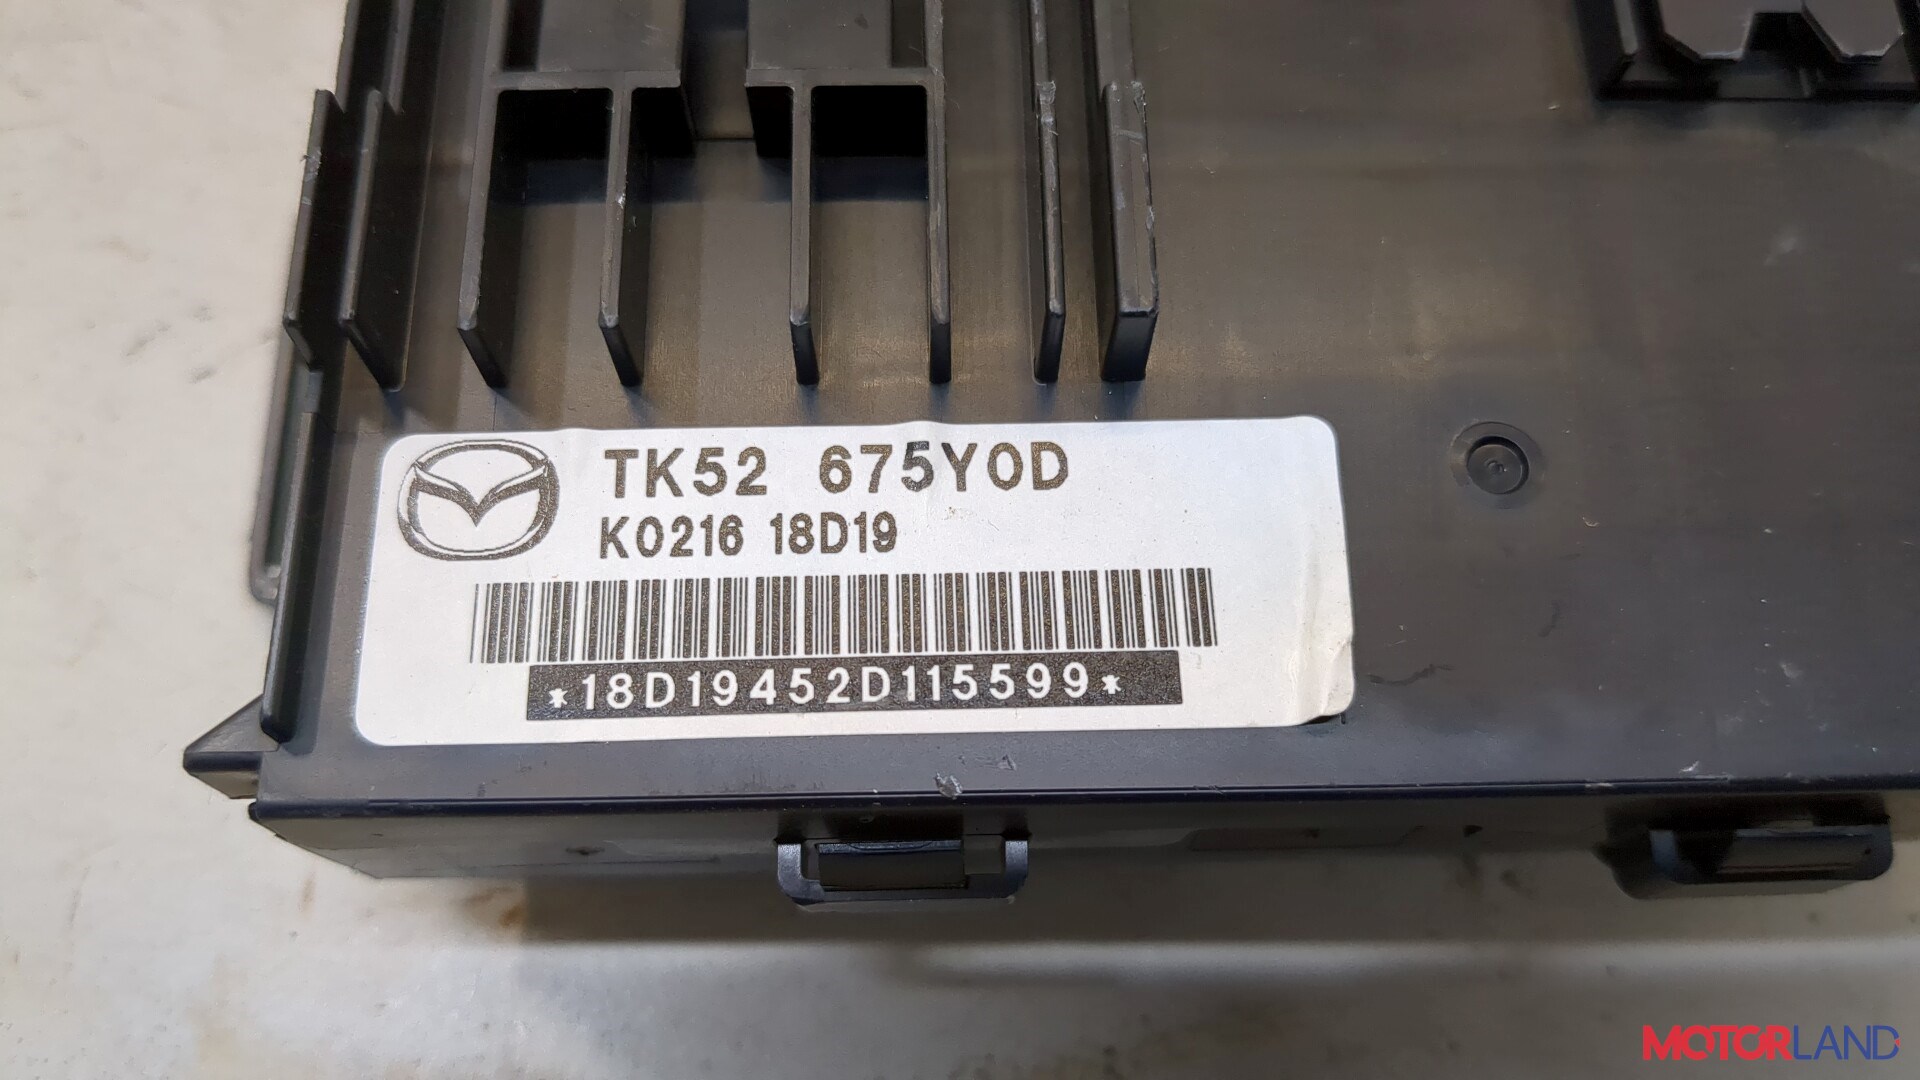 TK52 675Y0D
K0216 18D19
*18D19452D115599*
MOTORLAND